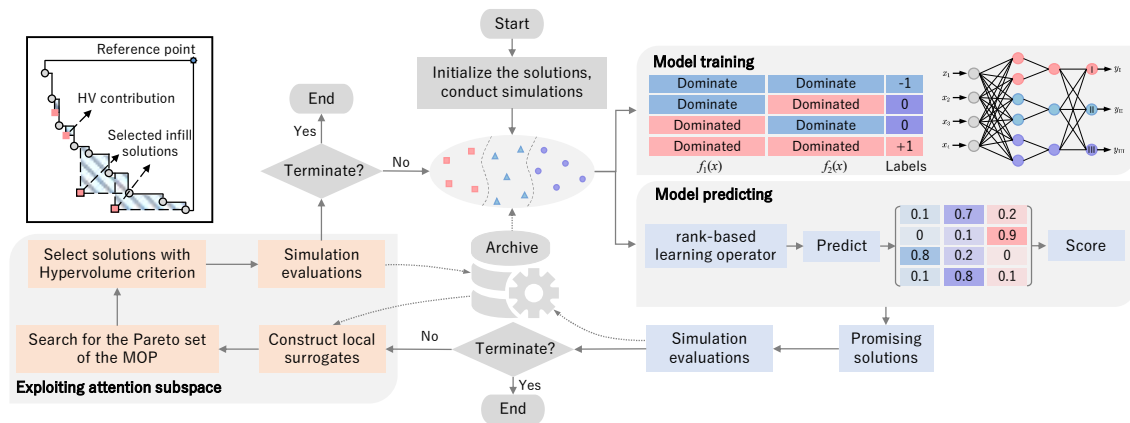 Reference point
HV contribution
Selected infill
solutions
Start
Initialize the solutions,
conduct simulations
End
Yes
Terminate?
No
Model training
Dominate Dominate -1
Dominate Dominated 0
Dominated Dominate 0
Dominated Dominated +1
f₁(x) f₂(x) Labels
x₁
x₂
x₃
I
II
III
y_I
y_II
y_III
Model predicting
rank-based
learning operator
Predict
0.1 0.7 0.2
0 0.1 0.9
0.8 0.2 0
0.1 0.8 0.1
Score
Select solutions with
Hypervolume criterion
Simulation
evaluations
Archive
Search for the Pareto set
of the MOP
Construct local
surrogates
No
Terminate?
Simulation
evaluations
Promising
solutions
Exploiting attention subspace
Yes
End